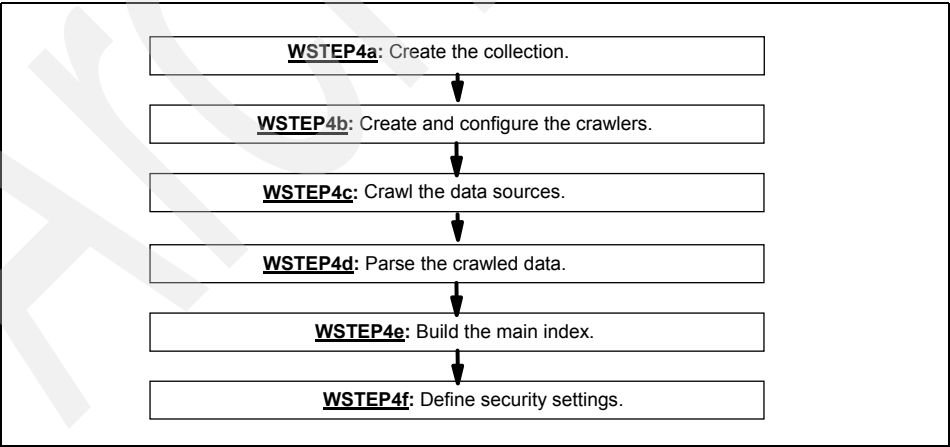 WSTEP4a: Create the collection.
WSTEP4b: Create and configure the crawlers.
WSTEP4c: Crawl the data sources.
WSTEP4d: Parse the crawled data.
WSTEP4e: Build the main index.
WSTEP4f: Define security settings.